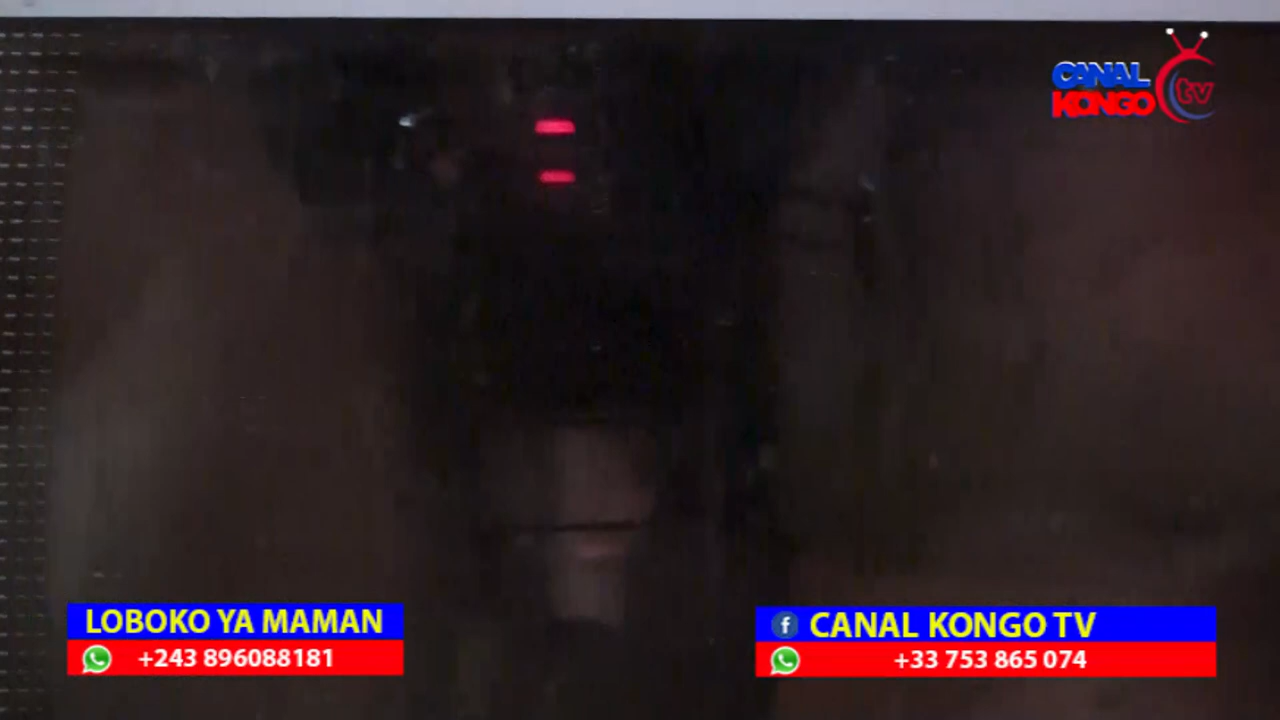 CANAL
KONGO tv
LOBOKO YA MAMAN
+243 896088181
f CANAL KONGO TV
+33 753 865 074